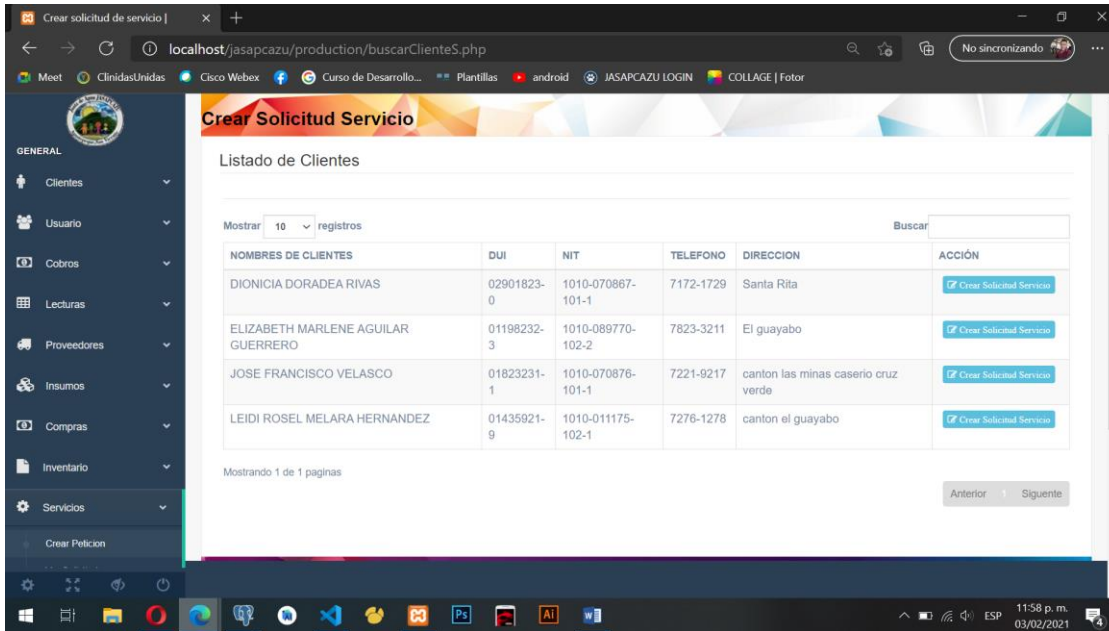 Crear solicitud de servicio |
localhost/jasapcazu/production/buscarClienteS.php
No sincronizando
Meet
ClinidasUnidas
Cisco Webex
Curso de Desarrollo...
Plantillas
android
JASAPCAZU LOGIN
COLLAGE | Fotor
GENERAL
Clientes
Usuario
Cobros
Lecturas
Proveedores
Insumos
Compras
Inventario
Servicios
Crear Peticion
Crear Solicitud Servicio
Listado de Clientes
Mostrar 10 registros
Buscar
NOMBRES DE CLIENTES DUI NIT TELEFONO DIRECCION ACCIÓN
DIONICIA DORADEA RIVAS 02901823- 1010-070867- 7172-1729 Santa Rita Crear Solicitud Servicio
0 101-1
ELIZABETH MARLENE AGUILAR 01198232- 1010-089770- 7823-3211 El guayabo Crear Solicitud Servicio
GUERRERO 3 102-2
JOSE FRANCISCO VELASCO 01823231- 1010-070876- 7221-9217 canton las minas caserio cruz Crear Solicitud Servicio
1 101-1 verde
LEIDI ROSEL MELARA HERNANDEZ 01435921- 1010-011175- 7276-1278 canton el guayabo Crear Solicitud Servicio
9 102-1
Mostrando 1 de 1 paginas
Anterior 1 Siguente
Ps
Ai
ESP
11:58 p. m.
03/02/2021
4